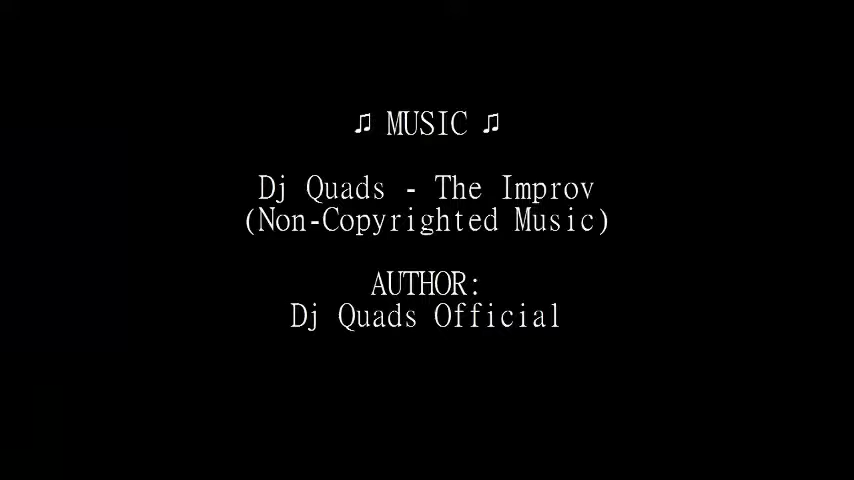 ♫ MUSIC ♫
Dj Quads - The Improv
(Non-Copyrighted Music)
AUTHOR:
Dj Quads Official